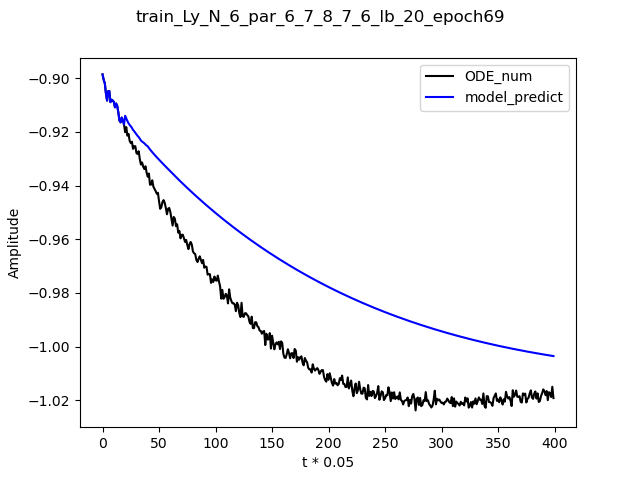 train_Ly_N_6_par_6_7_8_7_6_lb_20_epoch69
ODE_num
model_predict
−0.90
−0.92
−0.94
−0.96
−0.98
−1.00
−1.02
Amplitude
0 50 100 150 200 250 300 350 400
t * 0.05